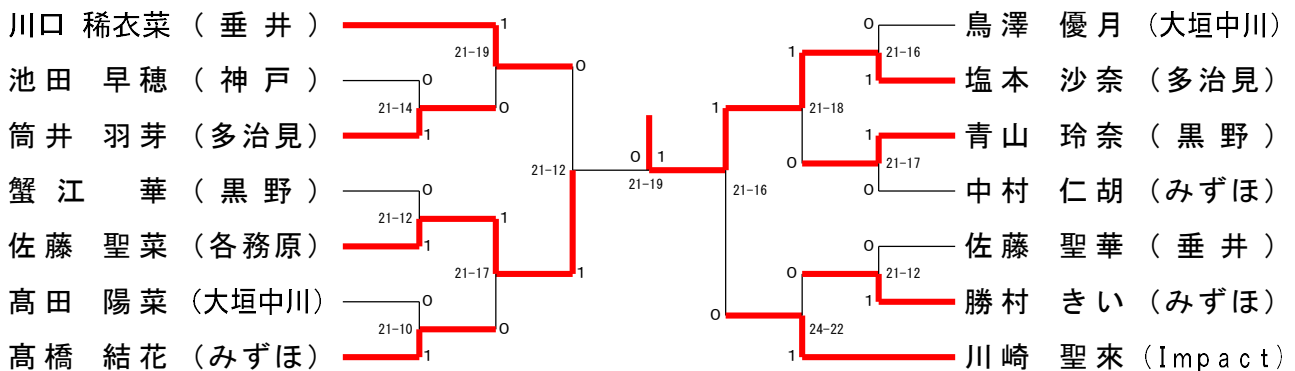 川口 稀衣菜 ( 垂 井 )
池田 早穂 ( 神 戸 )
筒井 羽芽 (多治見)
蟹江 華 ( 黒 野 )
佐藤 聖菜 (各務原)
髙田 陽菜 (大垣中川)
髙橋 結花 (みずほ)
1
21-19
0
0
21-14
0
1
0
21-12
1
1
21-17
1
0
21-10
0
1
21-12
0 1
21-19
1
21-16
0
1
21-18
0
0
21-16
1
1
21-17
0
0
24-22
1
0
21-12
1
鳥澤 優月 (大垣中川)
塩本 沙奈 (多治見)
青山 玲奈 ( 黒 野 )
中村 仁胡 (みずほ)
佐藤 聖華 ( 垂 井 )
勝村 きい (みずほ)
川崎 聖來 (Impact)